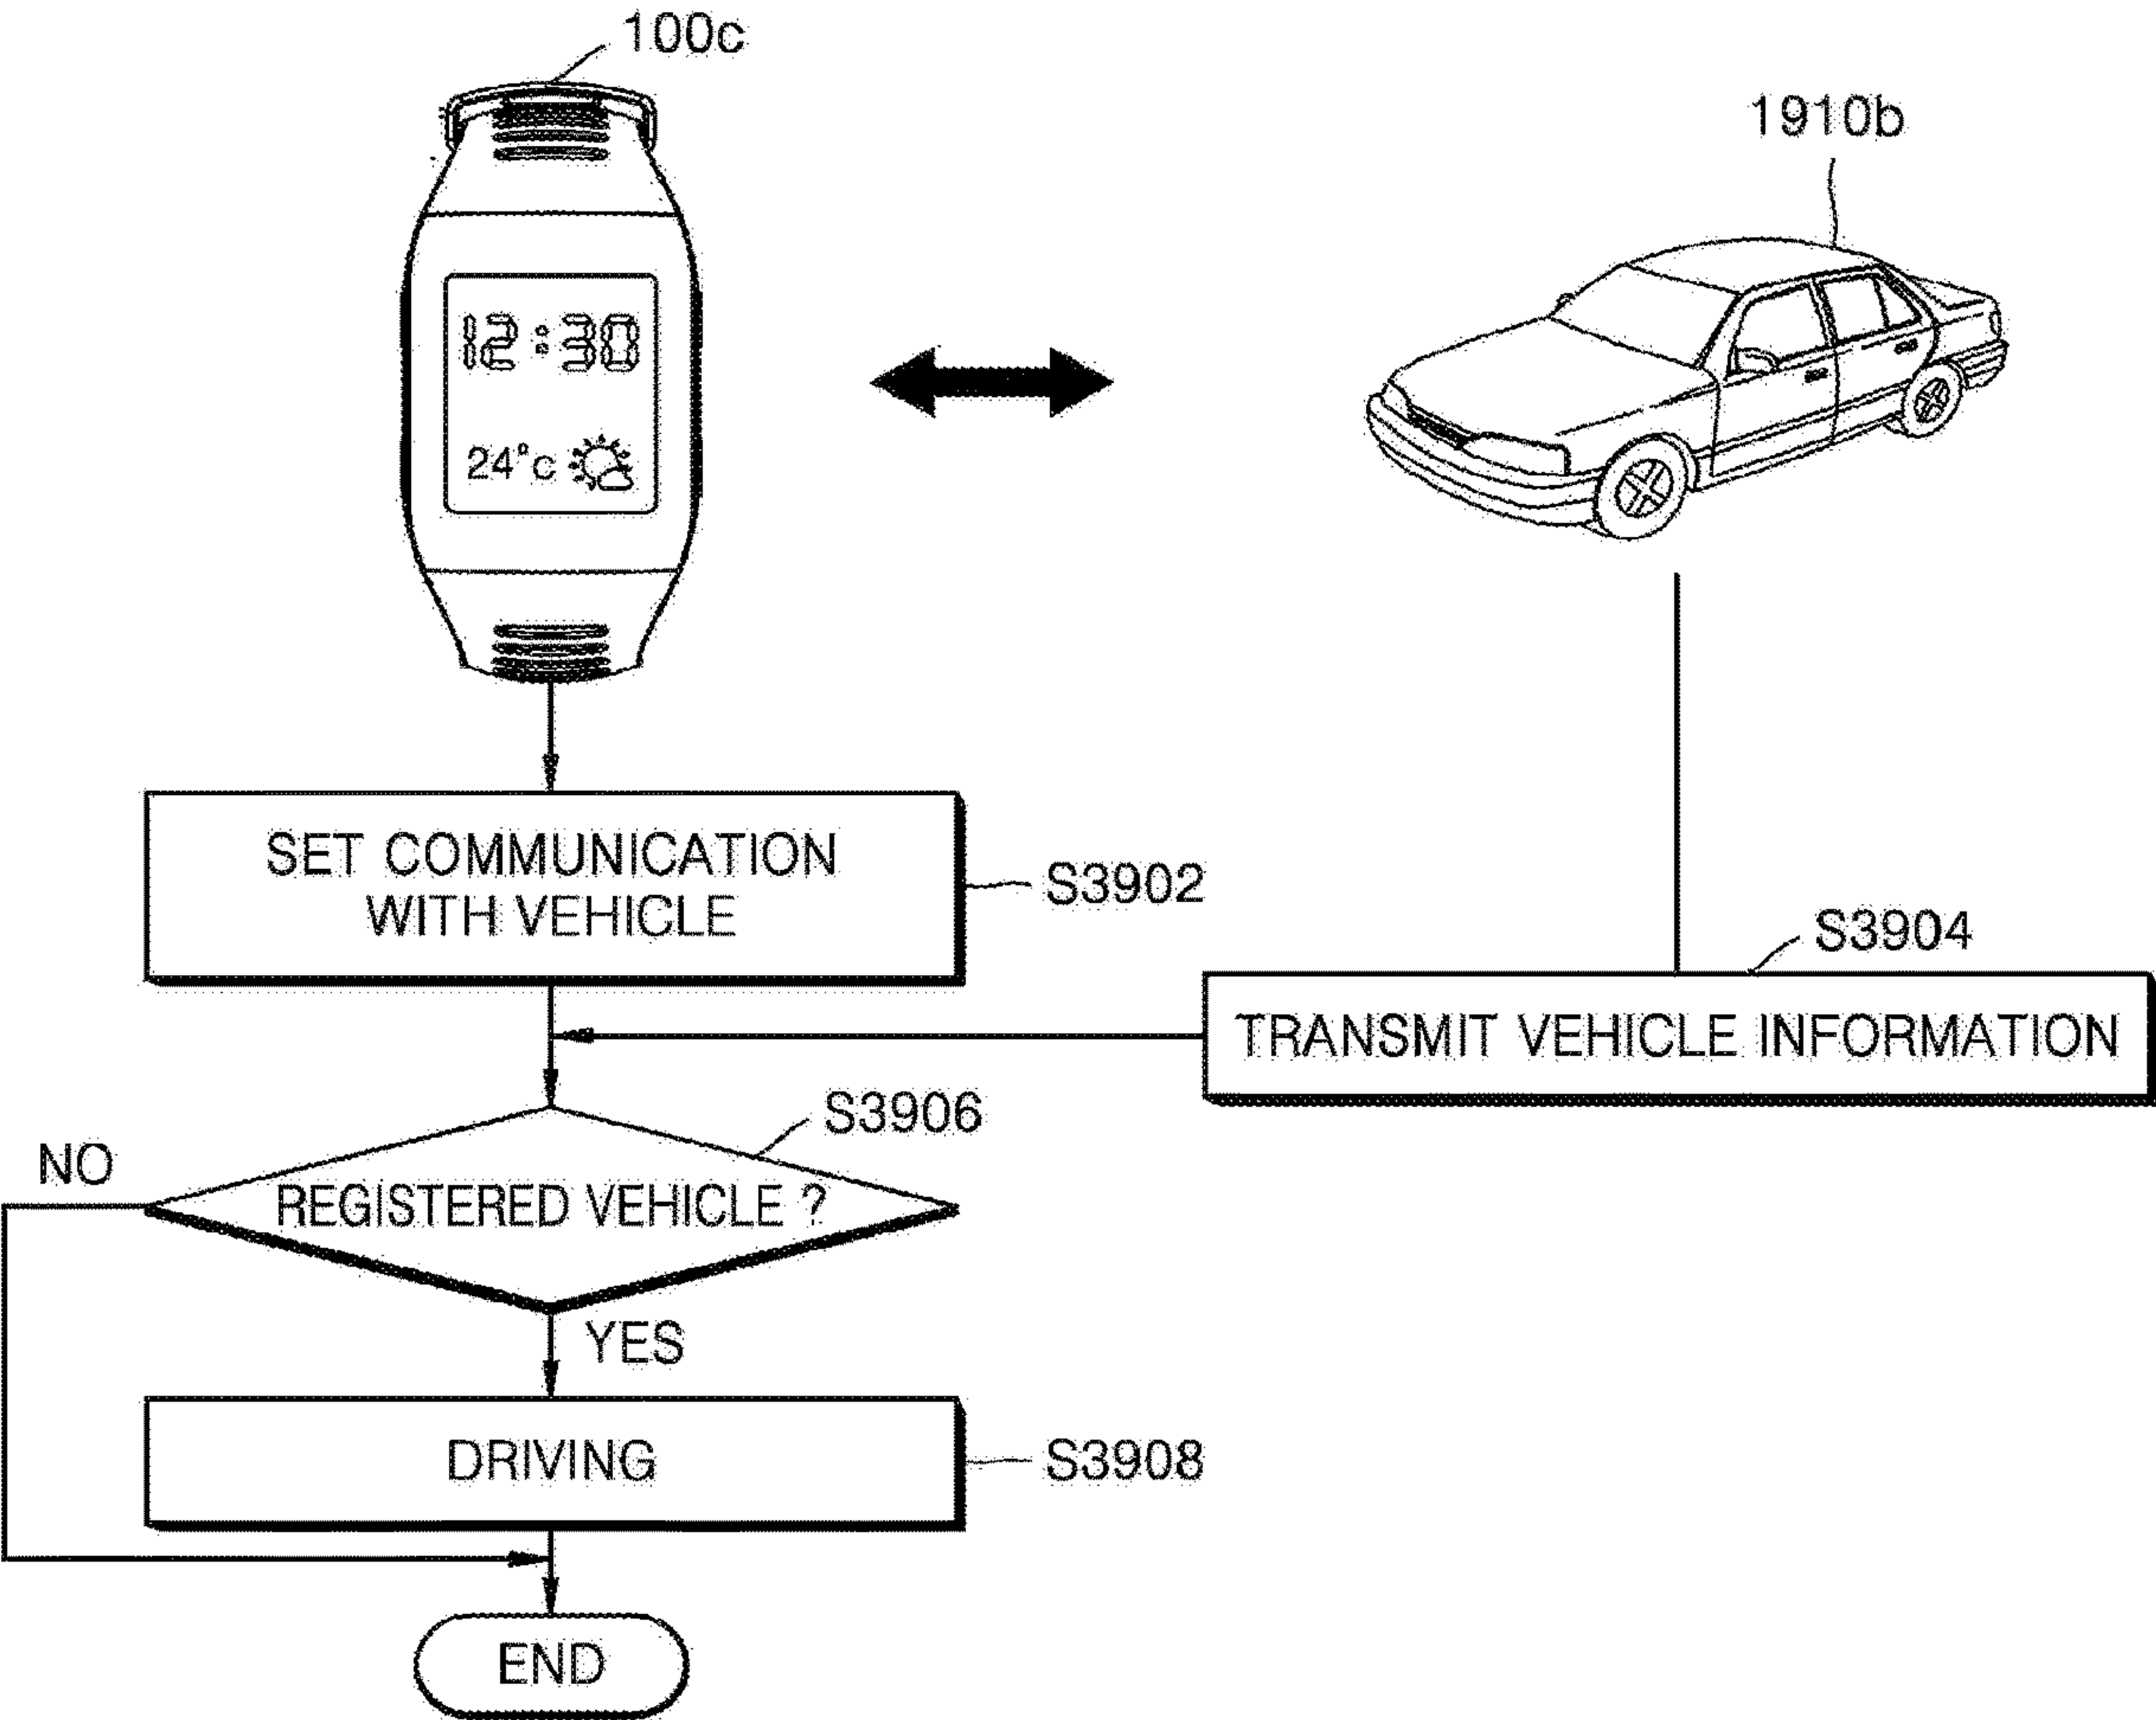 100c
1910b
12:30
24°c
SET COMMUNICATION
WITH VEHICLE
S3902
S3904
TRANSMIT VEHICLE INFORMATION
S3906
NO
REGISTERED VEHICLE ?
YES
DRIVING
S3908
END